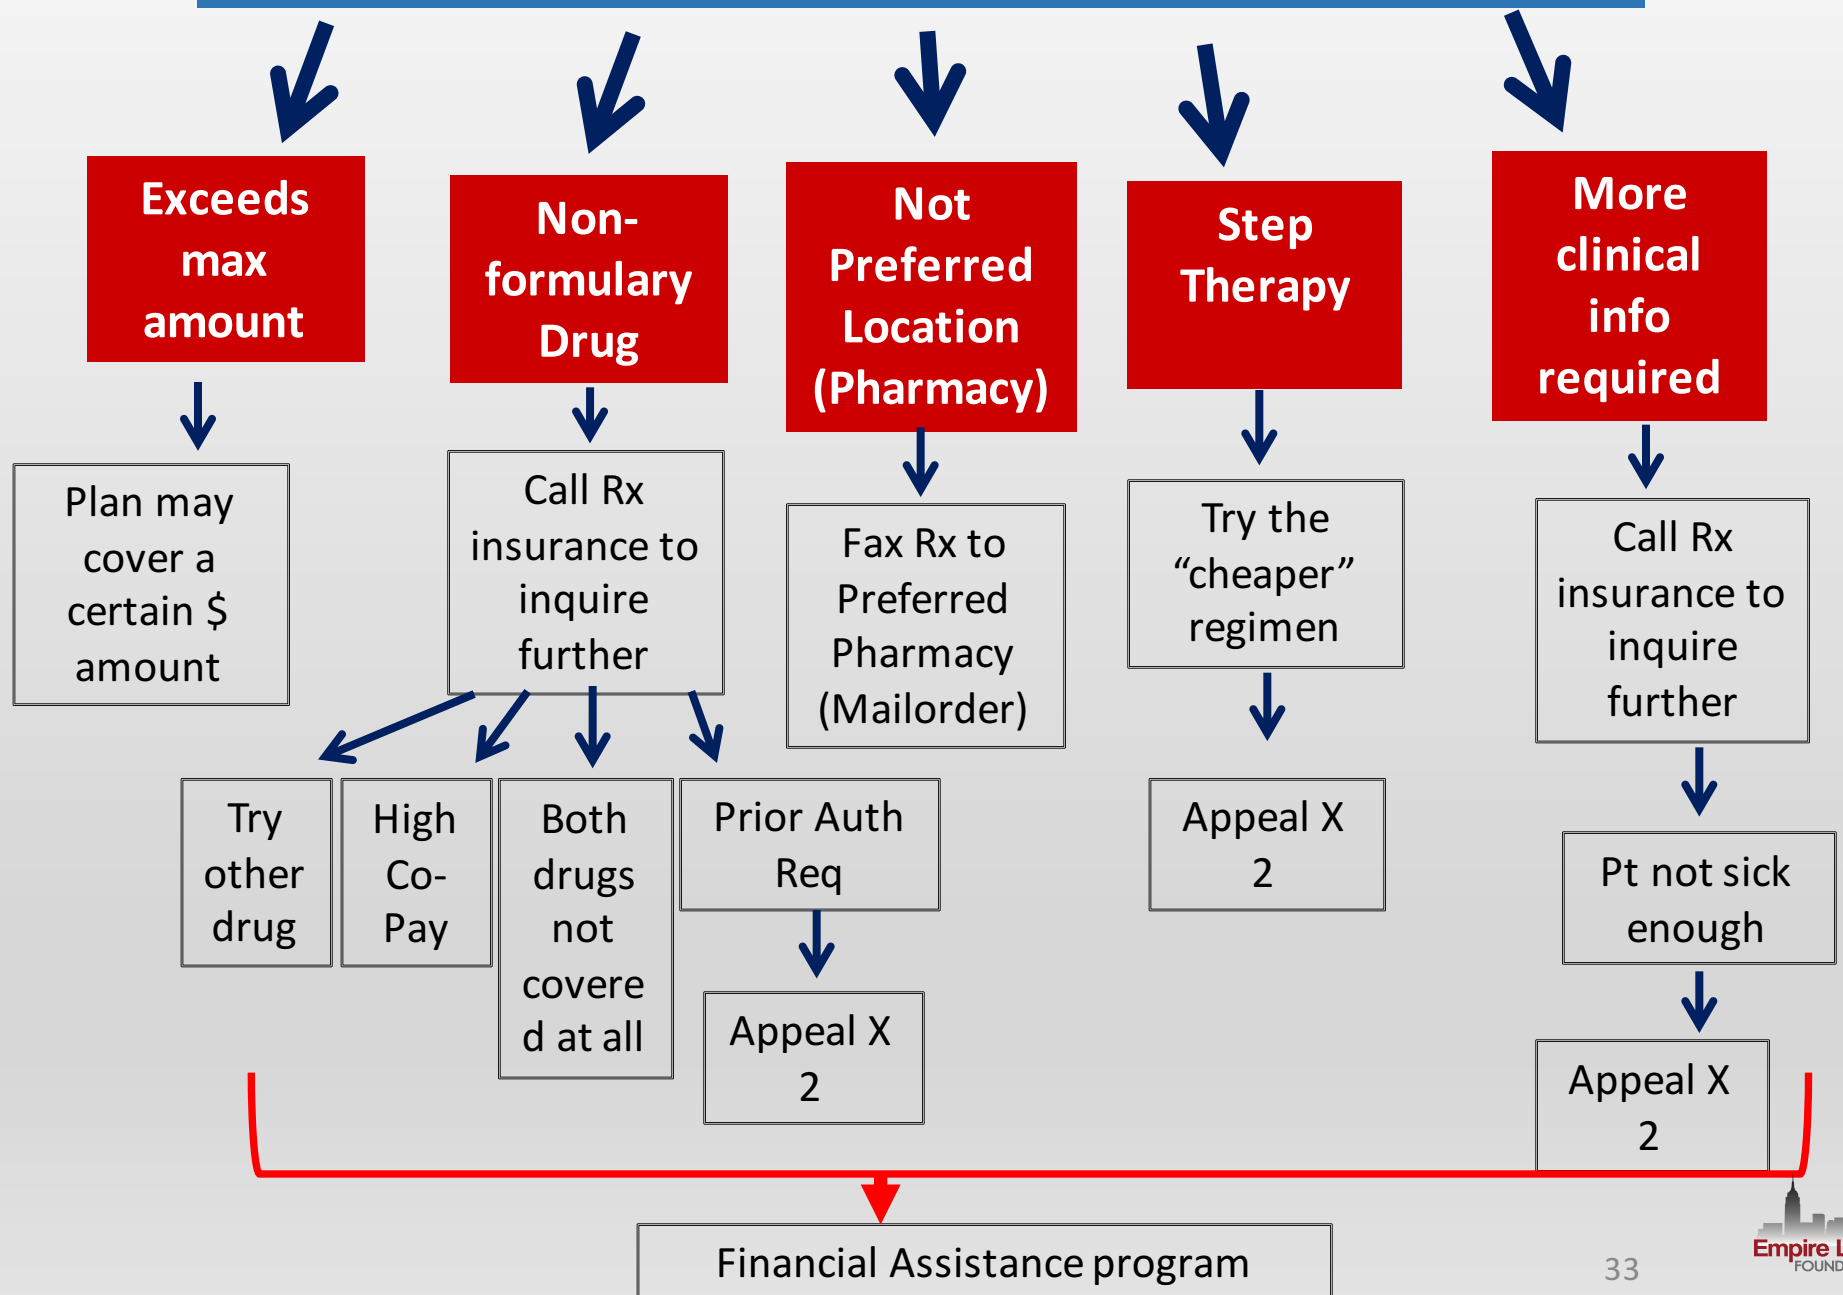 Exceeds
max
amount
Non-
formulary
Drug
Not
Preferred
Location
(Pharmacy)
Step
Therapy
More
clinical
info
required
Plan may
cover a
certain $
amount
Call Rx
insurance to
inquire
further
Fax Rx to
Preferred
Pharmacy
(Mailorder)
Try the
“cheaper”
regimen
Call Rx
insurance to
inquire
further
Try
other
drug
High
Co-
Pay
Both
drugs
not
covere
d at all
Prior Auth
Req
Appeal X
2
Appeal X
2
Pt not sick
enough
Appeal X
2
Financial Assistance program
33
Empire L
FOUND